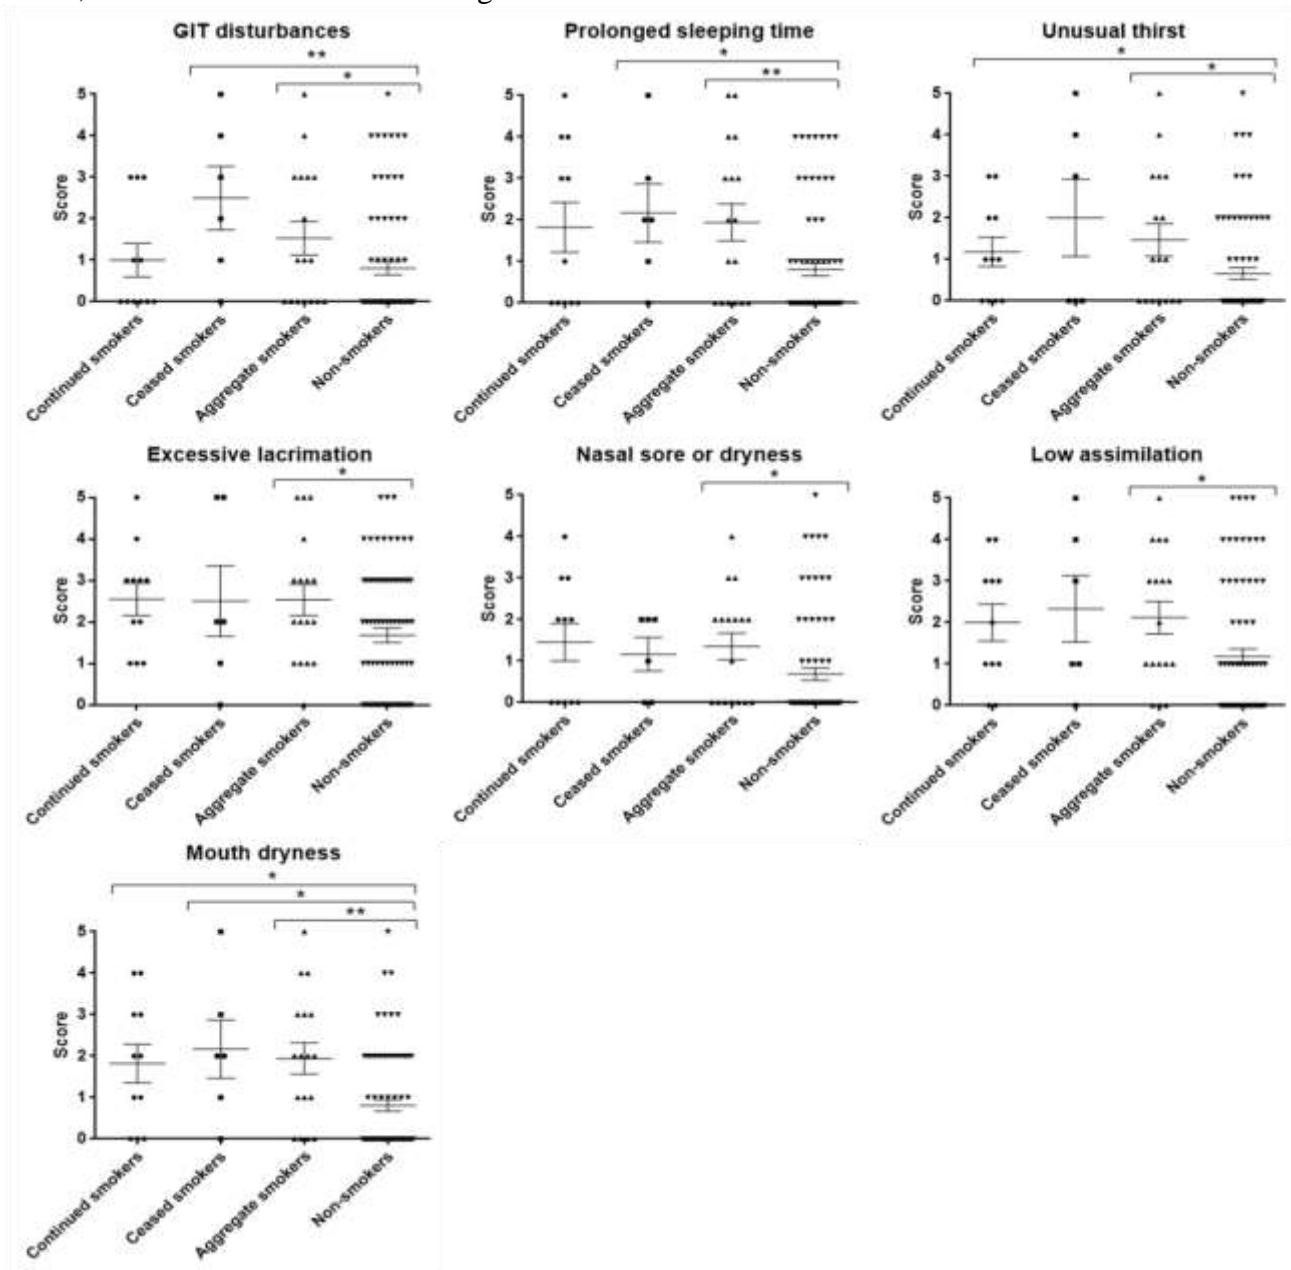 GIT disturbances
**
*
5
4
3
2
1
0
Score
Continued smokers
Ceased smokers
Aggregate smokers
Non-smokers
Prolonged sleeping time
*
**
5
4
3
2
1
0
Score
Continued smokers
Ceased smokers
Aggregate smokers
Non-smokers
Unusual thirst
*
*
5
4
3
2
1
0
Score
Continued smokers
Ceased smokers
Aggregate smokers
Non-smokers
Excessive lacrimation
*
5
4
3
2
1
0
Score
Continued smokers
Ceased smokers
Aggregate smokers
Non-smokers
Nasal sore or dryness
*
5
4
3
2
1
0
Score
Continued smokers
Ceased smokers
Aggregate smokers
Non-smokers
Low assimilation
*
5
4
3
2
1
0
Score
Continued smokers
Ceased smokers
Aggregate smokers
Non-smokers
Mouth dryness
*
*
**
5
4
3
2
1
0
Score
Continued smokers
Ceased smokers
Aggregate smokers
Non-smokers